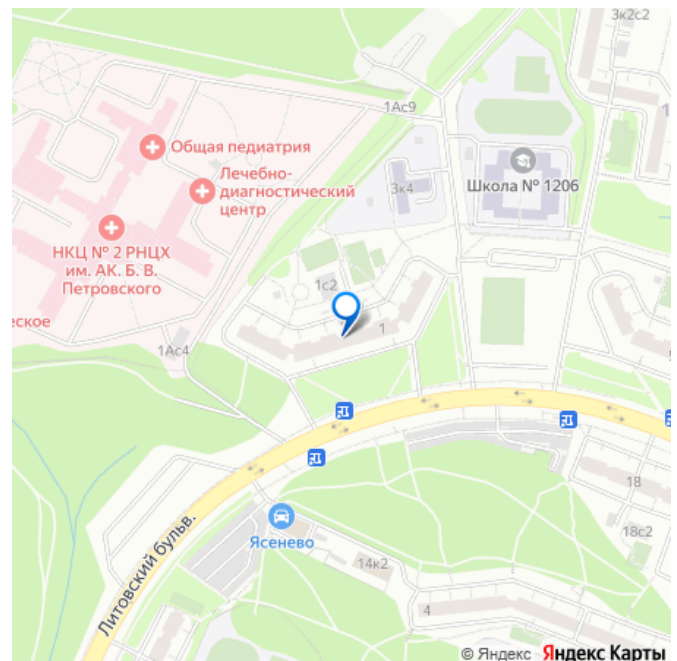 3к2с2
1Ас9
Общая педиатрия
Лечебно-
диагностический
центр
3к4
Школа № 1206
НКЦ № 2 РНЦХ
им. АК. Б. В.
Петровского
1с2
еское
1Ас4
1
18
18с2
Ясенево
14к2
4
Литовский бульв.
© Яндекс Яндекс Карты